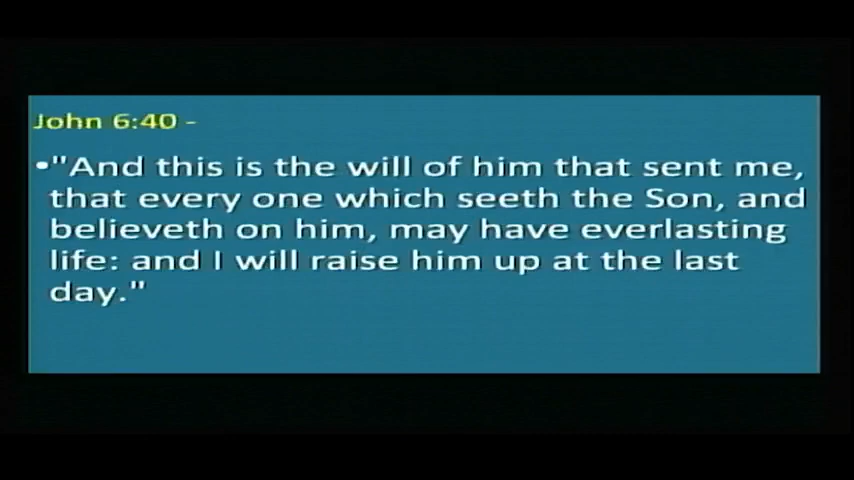 John 6:40 -
•"And this is the will of him that sent me,
that every one which seeth the Son, and
believeth on him, may have everlasting
life: and I will raise him up at the last
day."